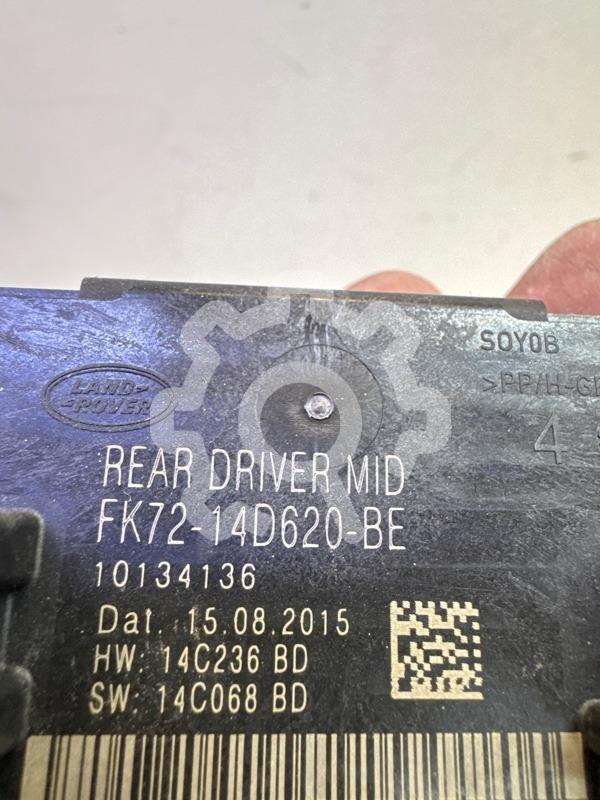 SOYOB
LAND-
-ROVER
>PP/H-
4
REAR DRIVER MID
FK72-14D620-BE
10134136
Dat. 15.08.2015
HW: 14C236 BD
SW: 14C068 BD